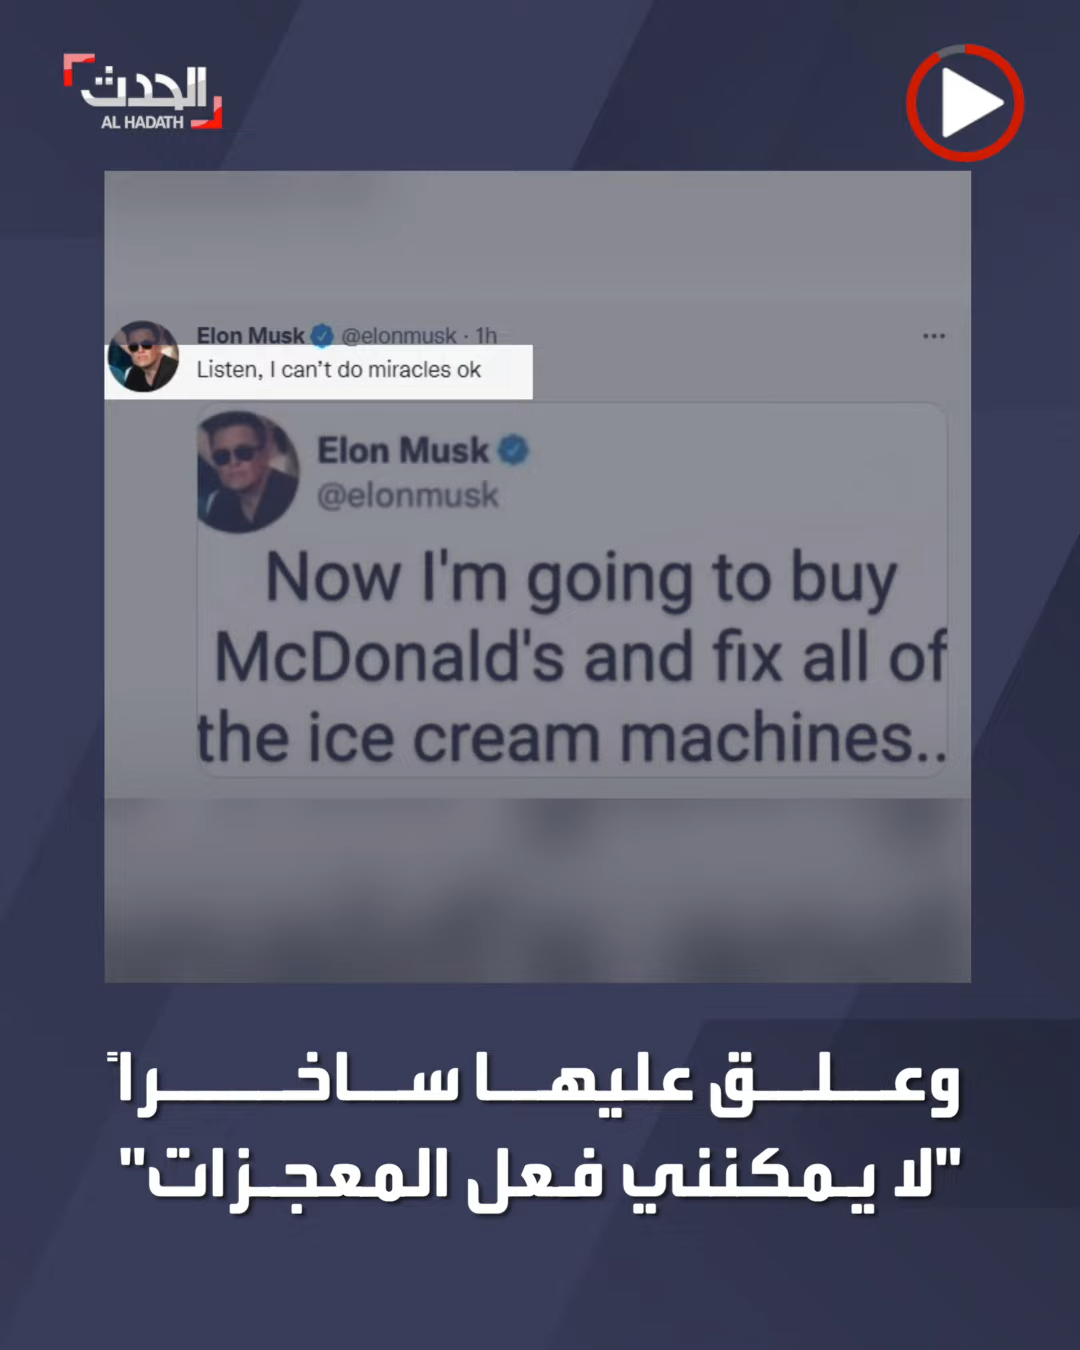 الحدث
AL HADATH
Elon Musk @elonmusk · 1h
Listen, I can't do miracles ok
Elon Musk
@elonmusk
Now I'm going to buy
McDonald's and fix all of
the ice cream machines..
وعلق عليها ساخراً
"لا يمكنني فعل المعجزات"